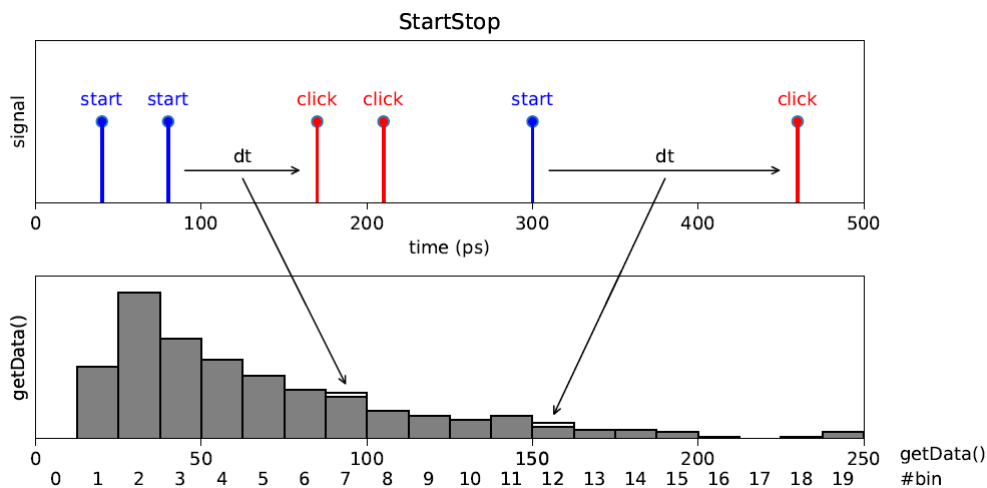 StartStop
signal
start start click click start click
dt dt
0 100 200 300 400 500
time (ps)
getData()
0 50 100 150 200 250 getData()
0 1 2 3 4 5 6 7 8 9 10 11 12 13 14 15 16 17 18 19 #bin